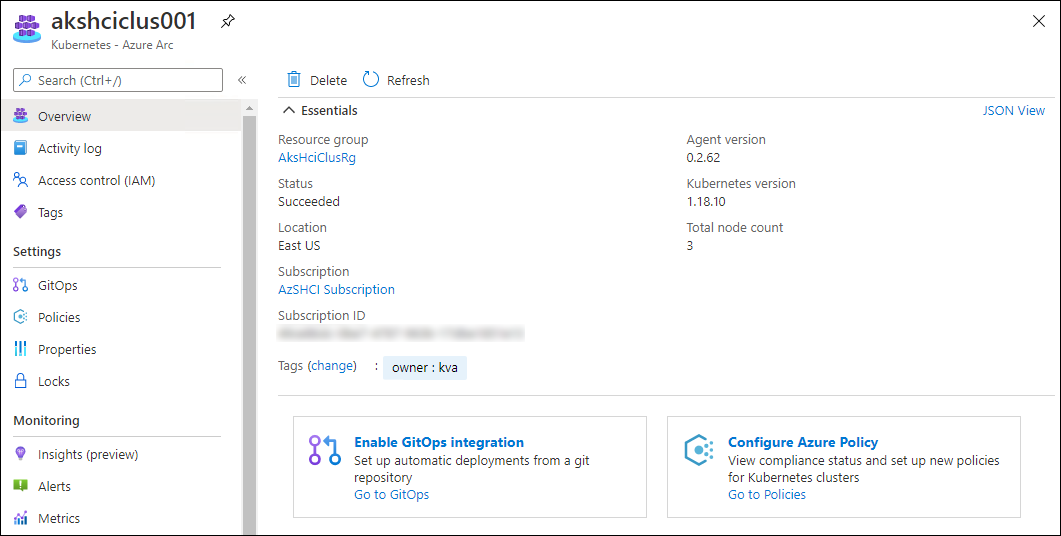 akshciclus001
Kubernetes - Azure Arc
Search (Ctrl+/)
«
Overview
Activity log
Access control (IAM)
Tags
Settings
GitOps
Policies
Properties
Locks
Monitoring
Insights (preview)
Alerts
Metrics
Delete Refresh
Essentials JSON View
Resource group
AksHciClusRg
Status
Succeeded
Location
East US
Subscription
AzSHCI Subscription
Subscription ID
Tags (change) : owner : kva
Agent version
0.2.62
Kubernetes version
1.18.10
Total node count
3
Enable GitOps integration
Set up automatic deployments from a git
repository
Go to GitOps
Configure Azure Policy
View compliance status and set up new policies
for Kubernetes clusters
Go to Policies